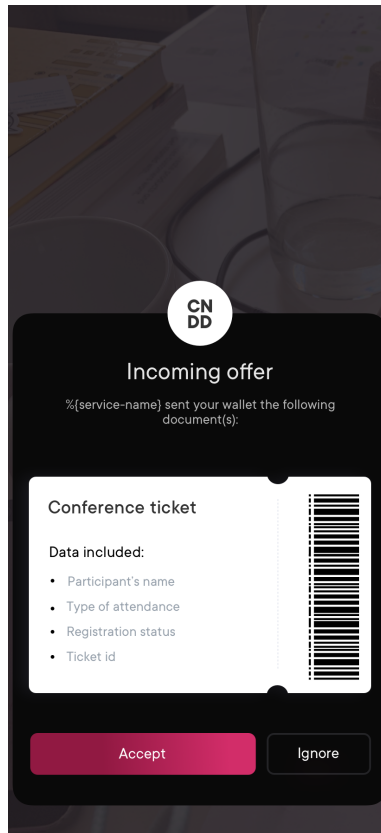 CN
DD
Incoming offer
%{service-name} sent your wallet the following
document(s):
Conference ticket
Data included:
• Participant's name
• Type of attendance
• Registration status
• Ticket id
Accept
Ignore